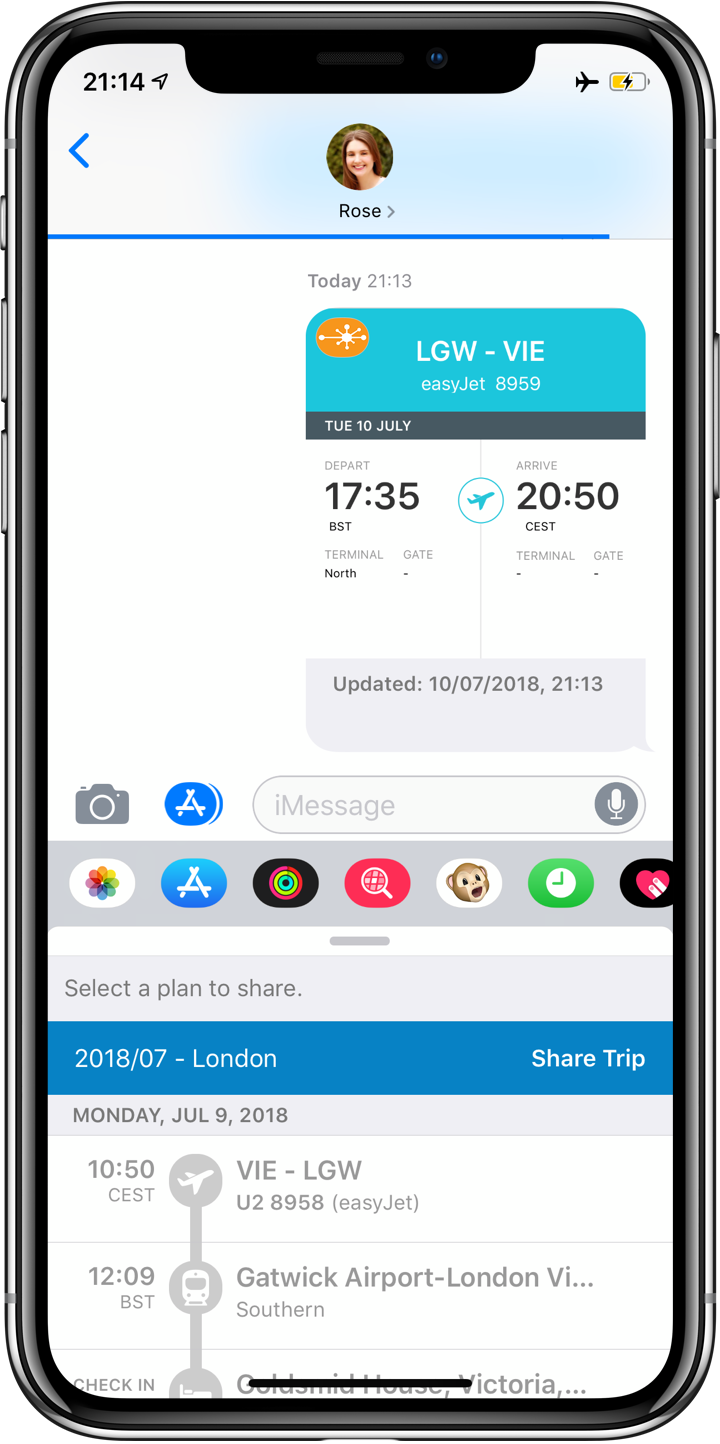 21:14
Rose
Today 21:13
LGW - VIE
easyJet 8959
TUE 10 JULY
DEPART ARRIVE
17:35 20:50
BST CEST
TERMINAL GATE TERMINAL GATE
North - - -
Updated: 10/07/2018, 21:13
iMessage
Select a plan to share.
2018/07 - London Share Trip
MONDAY, JUL 9, 2018
10:50 VIE - LGW
CEST U2 8958 (easyJet)
12:09 Gatwick Airport-London Vi...
BST Southern
CHECK IN Goldsmid House, Victoria,...